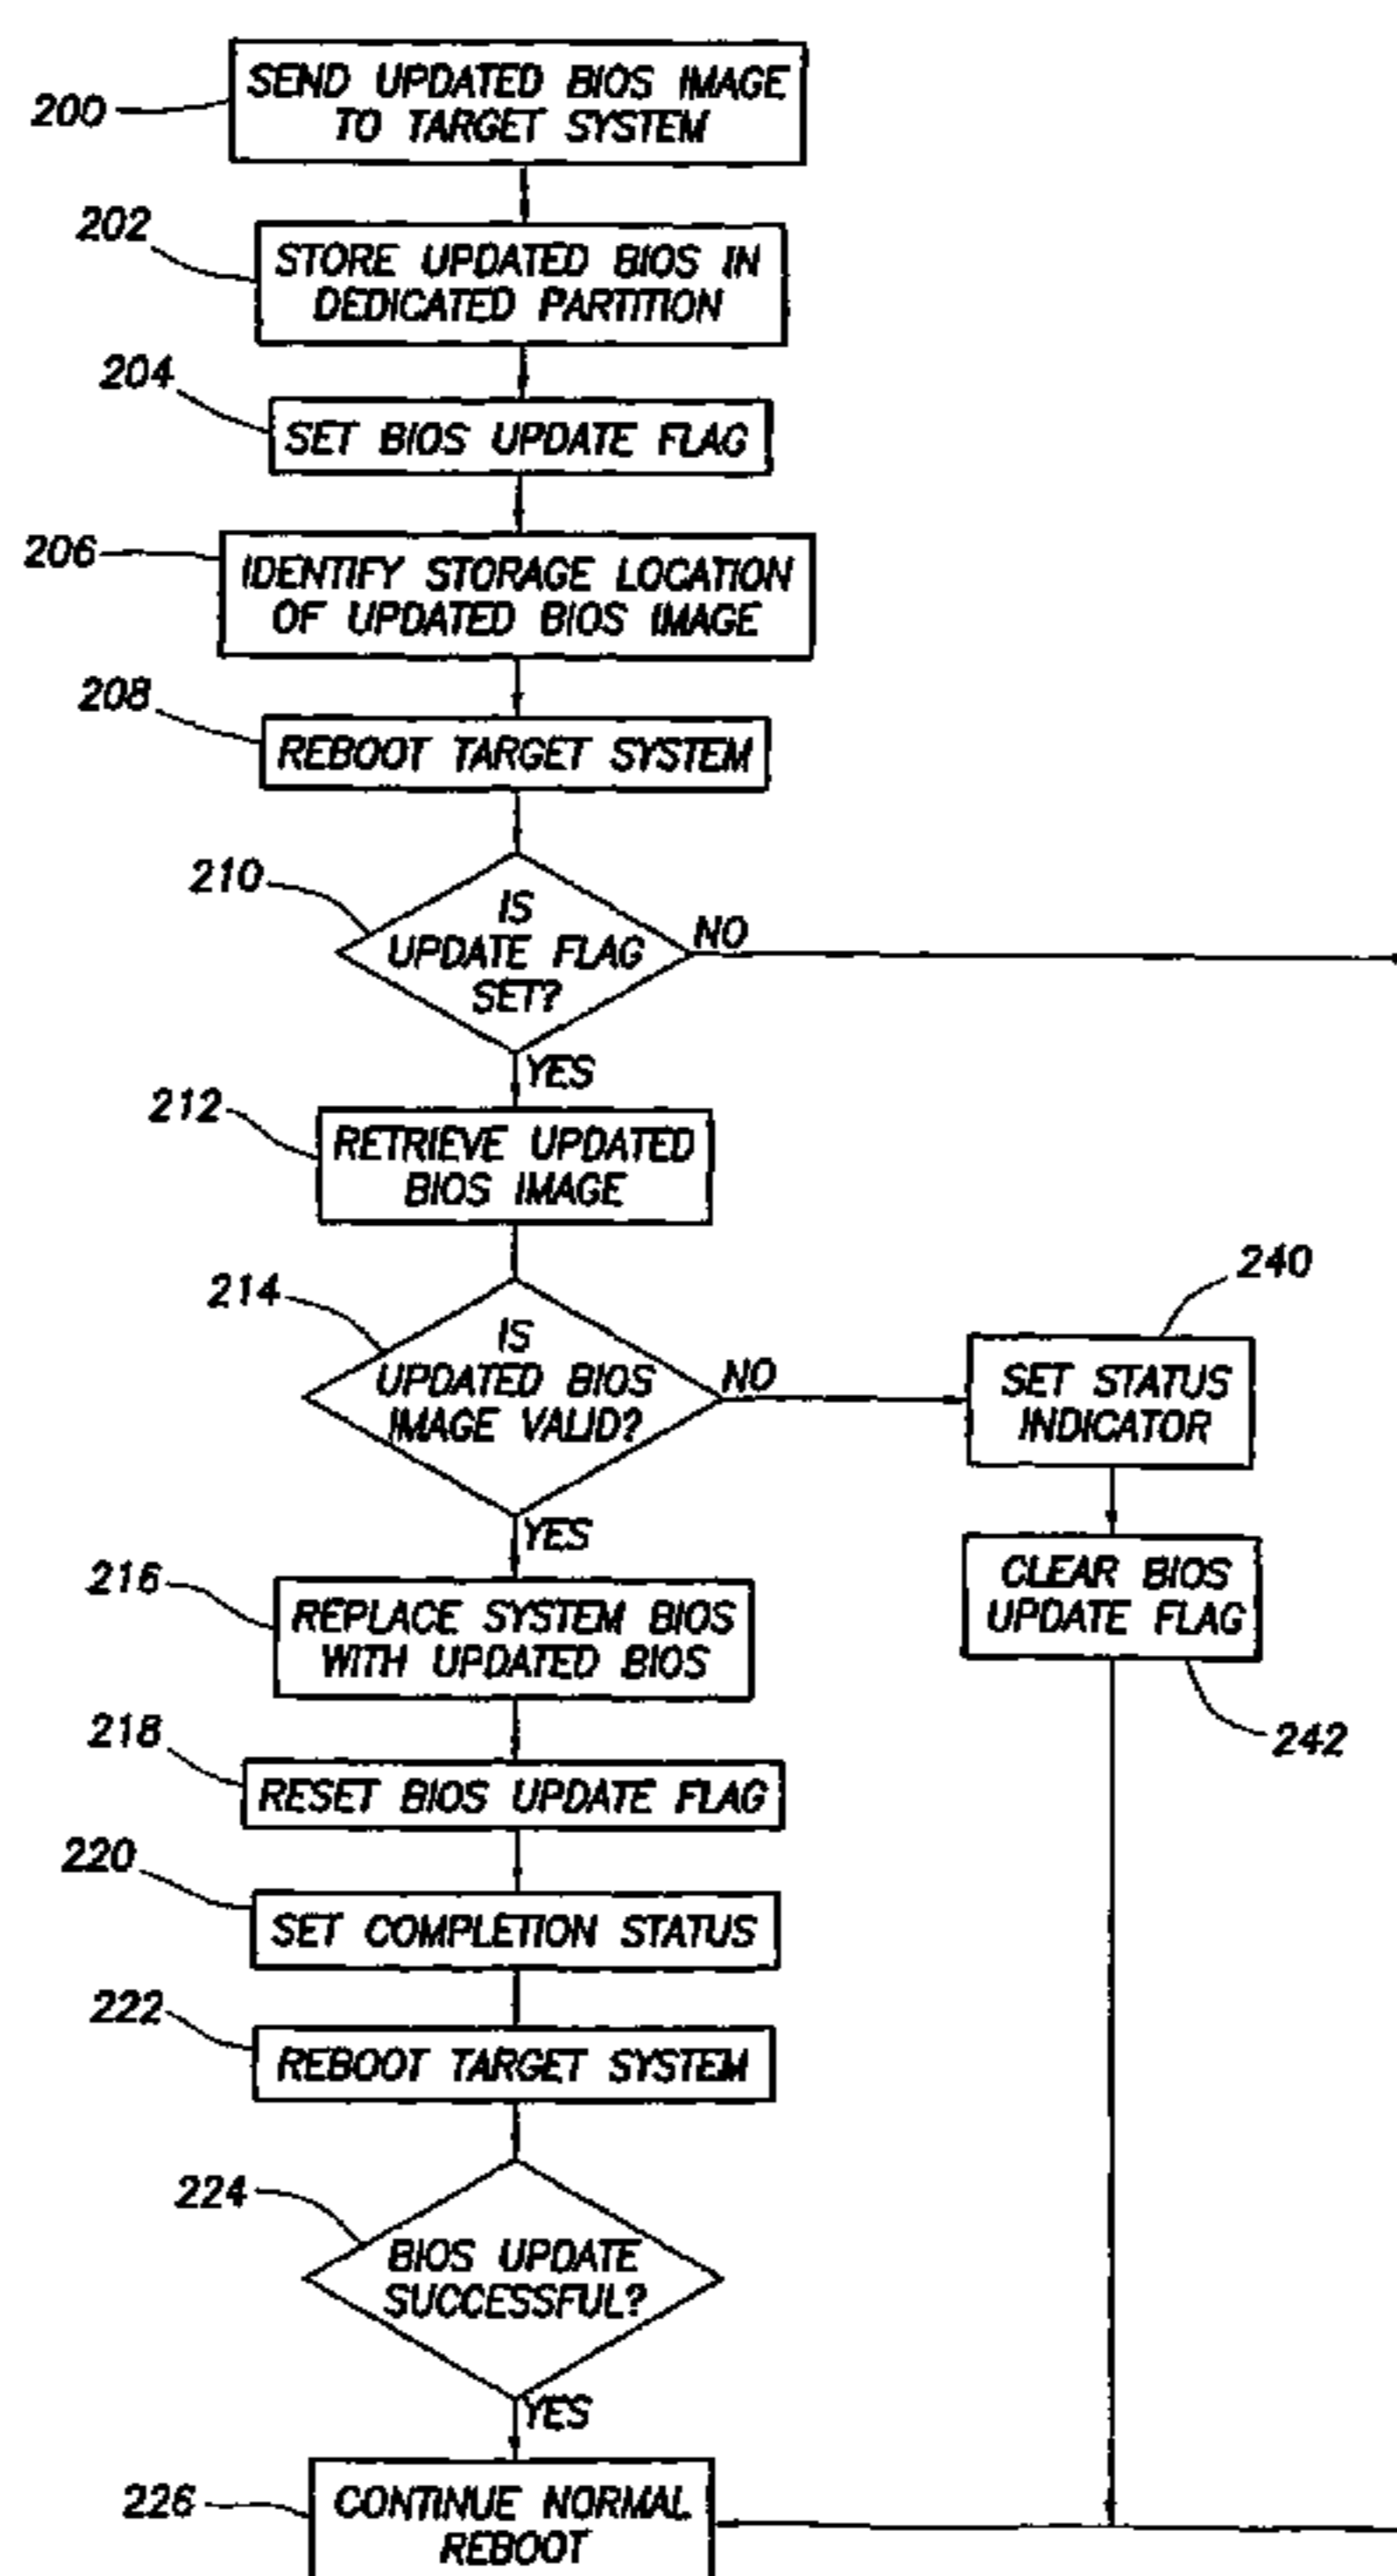 200
SEND UPDATED BIOS IMAGE
TO TARGET SYSTEM
202
STORE UPDATED BIOS IN
DEDICATED PARTITION
204
SET BIOS UPDATE FLAG
206
IDENTIFY STORAGE LOCATION
OF UPDATED BIOS IMAGE
208
REBOOT TARGET SYSTEM
210
IS
UPDATE FLAG
SET?
NO
YES
212
RETRIEVE UPDATED
BIOS IMAGE
214
IS
UPDATED BIOS
IMAGE VALID?
NO
240
SET STATUS
INDICATOR
YES
CLEAR BIOS
UPDATE FLAG
242
216
REPLACE SYSTEM BIOS
WITH UPDATED BIOS
218
RESET BIOS UPDATE FLAG
220
SET COMPLETION STATUS
222
REBOOT TARGET SYSTEM
224
BIOS UPDATE
SUCCESSFUL?
YES
226
CONTINUE NORMAL
REBOOT